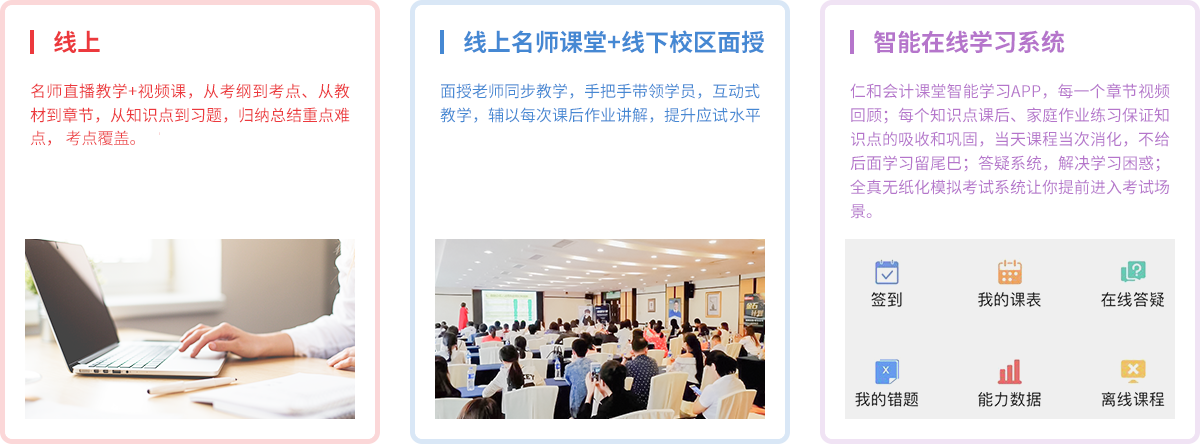 线上
名师直播教学+视频课，从考纲到考点、从教
材到章节，从知识点到习题，归纳总结重点难
点， 考点覆盖。
线上名师课堂+线下校区面授
面授老师同步教学，手把手带领学员，互动式
教学，辅以每次课后作业讲解，提升应试水平
智能在线学习系统
仁和会计课堂智能学习APP，每一个章节视频
回顾；每个知识点课后、家庭作业练习保证知
识点的吸收和巩固，当天课程当次消化，不给
后面学习留尾巴；答疑系统，解决学习困惑；
全真无纸化模拟考试系统让你提前进入考试场
景。
签到
我的课表
在线答疑
我的错题
能力数据
离线课程